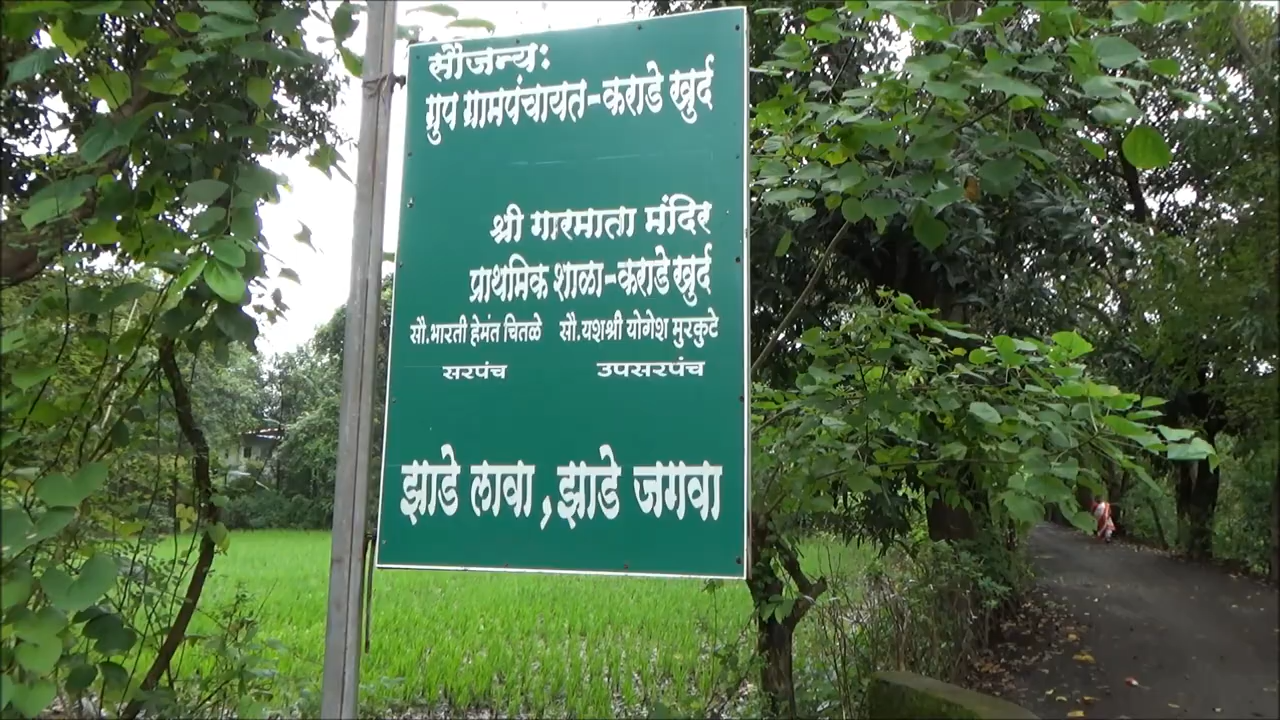 सौजन्य:
ग्रुप ग्रामपंचायत-कराडे खुर्द
श्री गारमाता मंदिर
प्राथमिक शाळा-कराडे खुर्द
सौ.भारती हेमंत चितळे सौ.यशश्री योगेश मुरकुटे
सरपंच उपसरपंच
झाडे लावा ,झाडे जगवा